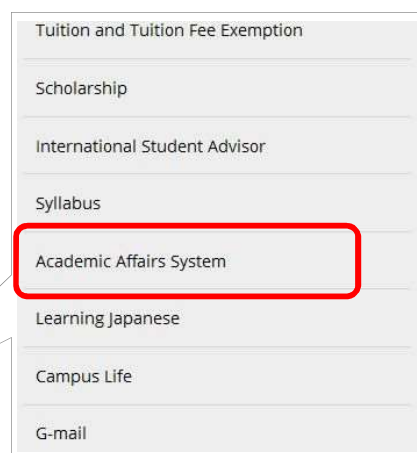 Tuition and Tuition Fee Exemption
Scholarship
International Student Advisor
Syllabus
Academic Affairs System
Learning Japanese
Campus Life
G-mail